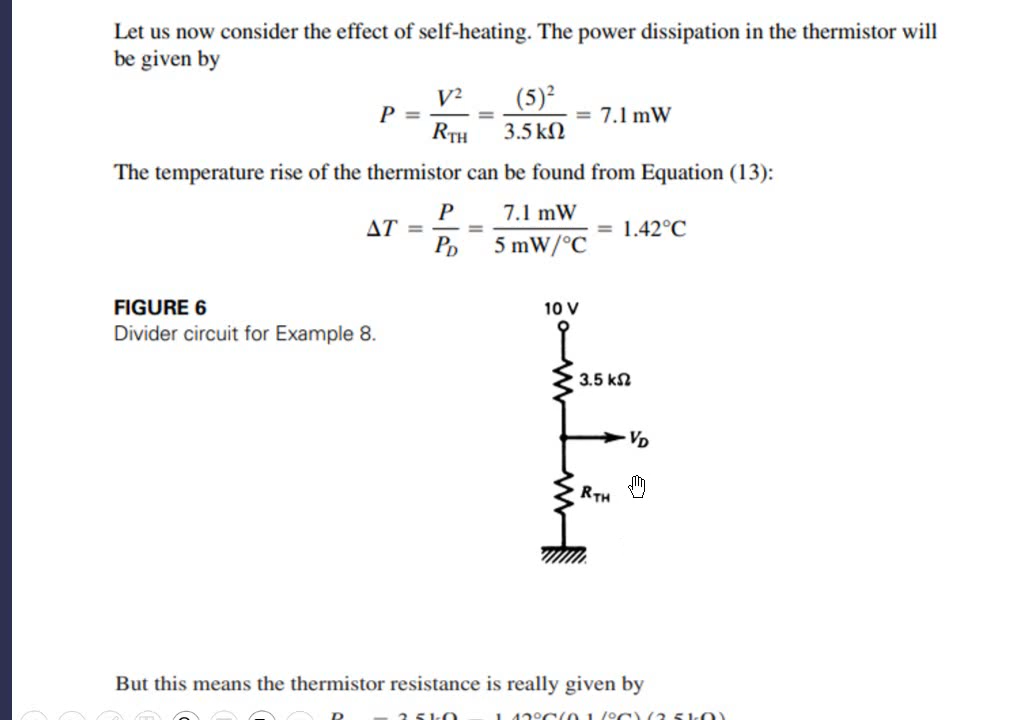 Let us now consider the effect of self-heating. The power dissipation in the thermistor will
be given by
P = V²/R_TH = (5)²/3.5 kΩ = 7.1 mW
The temperature rise of the thermistor can be found from Equation (13):
ΔT = P/P_D = 7.1 mW/5 mW/°C = 1.42°C
FIGURE 6
Divider circuit for Example 8.
10 V
3.5 kΩ
V_D
R_TH
But this means the thermistor resistance is really given by